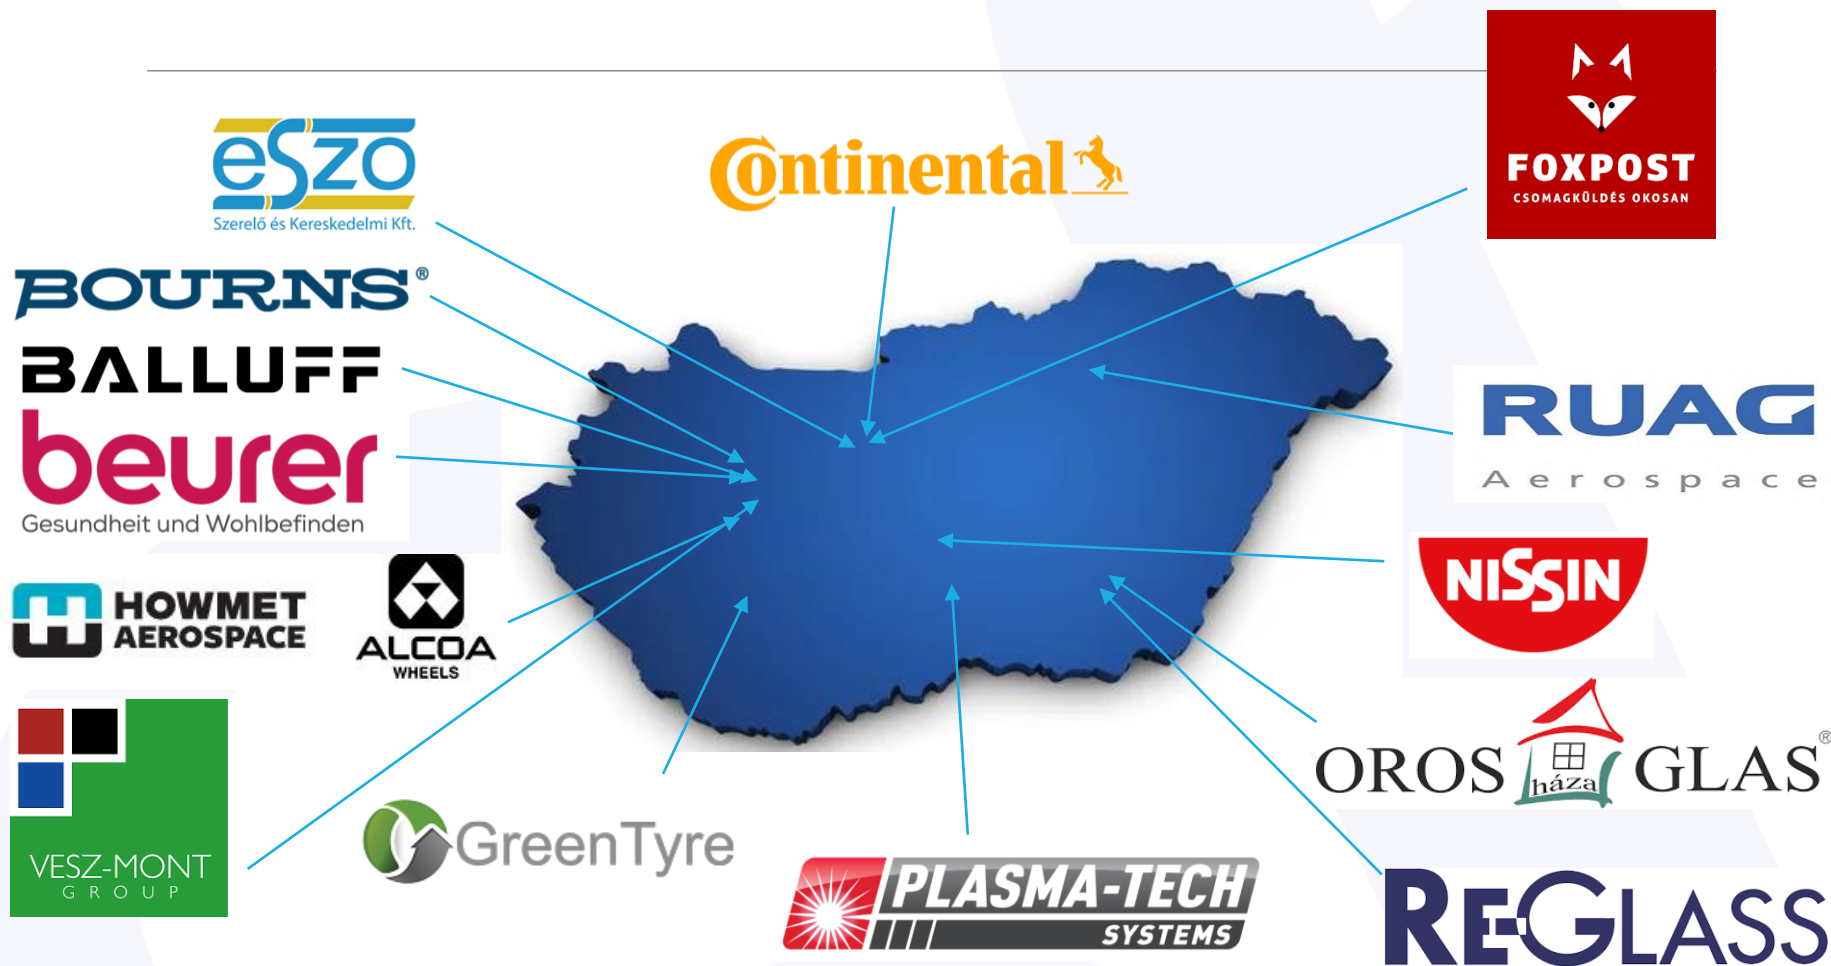 FOXPOST
CSOMAGKÜLDÉS OKOSAN
eSZO
Szerelő és Kereskedelmi Kft.
Continental
BOURNS®
BALLUFF
beurer
Gesundheit und Wohlbefinden
RUAG
Aerospace
HOWMET
AEROSPACE
ALCOA
WHEELS
NISSIN
OROS háza GLAS®
VESZ-MONT
GROUP
GreenTyre
PLASMA-TECH
SYSTEMS
REGLASS